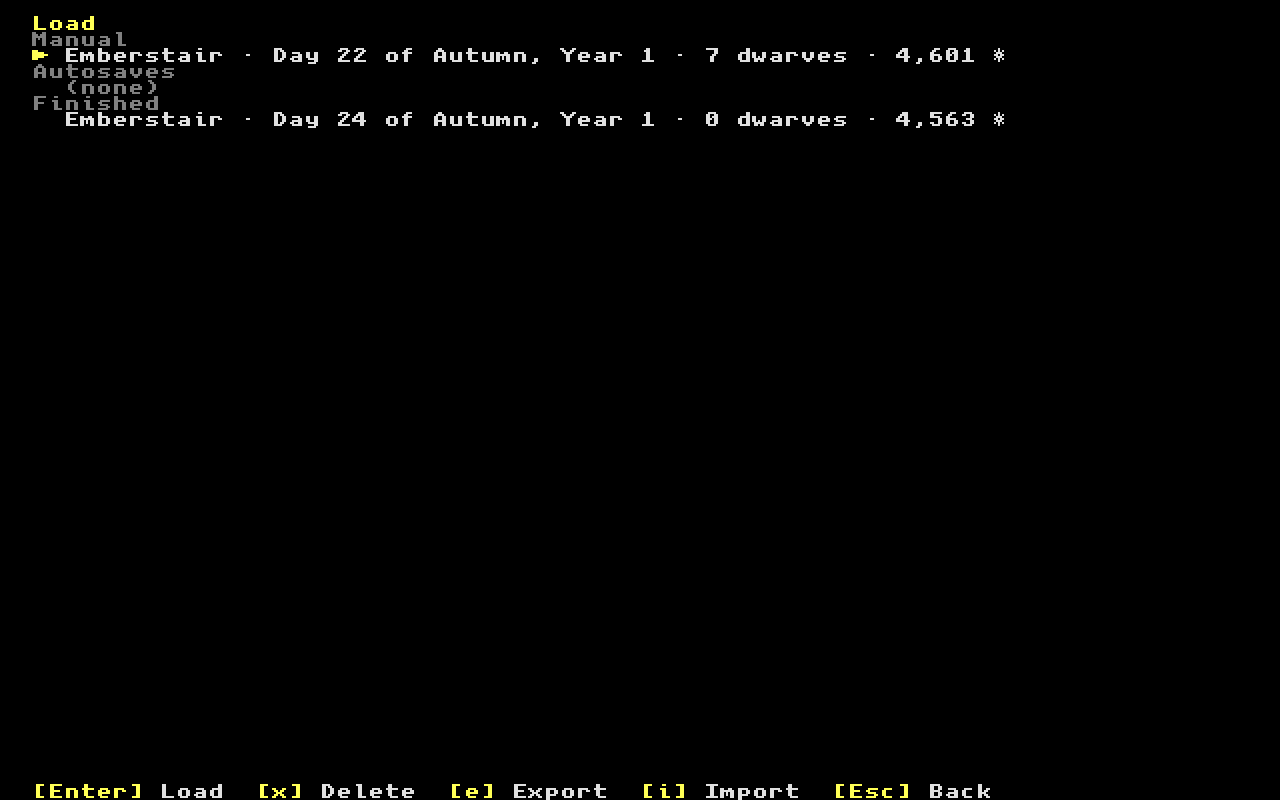 Load
Manual
► Emberstair · Day 22 of Autumn, Year 1 · 7 dwarves · 4,601 *
Autosaves
(none)
Finished
Emberstair · Day 24 of Autumn, Year 1 · 0 dwarves · 4,563 *
[Enter] Load [x] Delete [e] Export [i] Import [Esc] Back